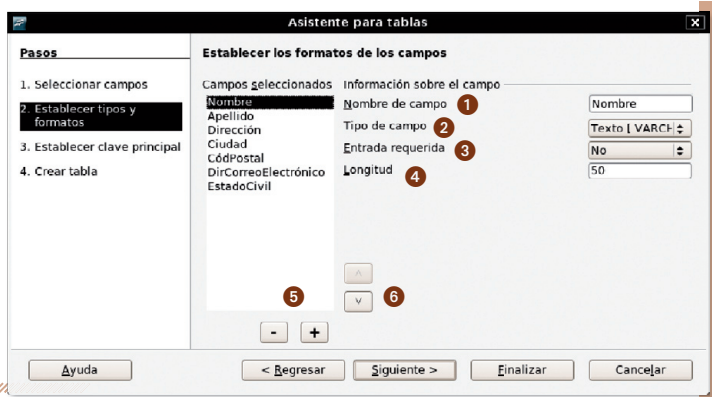 Asistente para tablas
Pasos
1. Seleccionar campos
2. Establecer tipos y
formatos
3. Establecer clave principal
4. Crear tabla
Establecer los formatos de los campos
Campos seleccionados
Nombre
Apellido
Dirección
Ciudad
CódPostal
DirCorreoElectrónico
EstadoCivil
5
- +
Información sobre el campo
Nombre de campo 1 Nombre
Tipo de campo 2 Texto [ VARCH
Entrada requerida 3 No
Longitud 4 50
6
Ayuda < Regresar Siguiente > Finalizar Cancelar